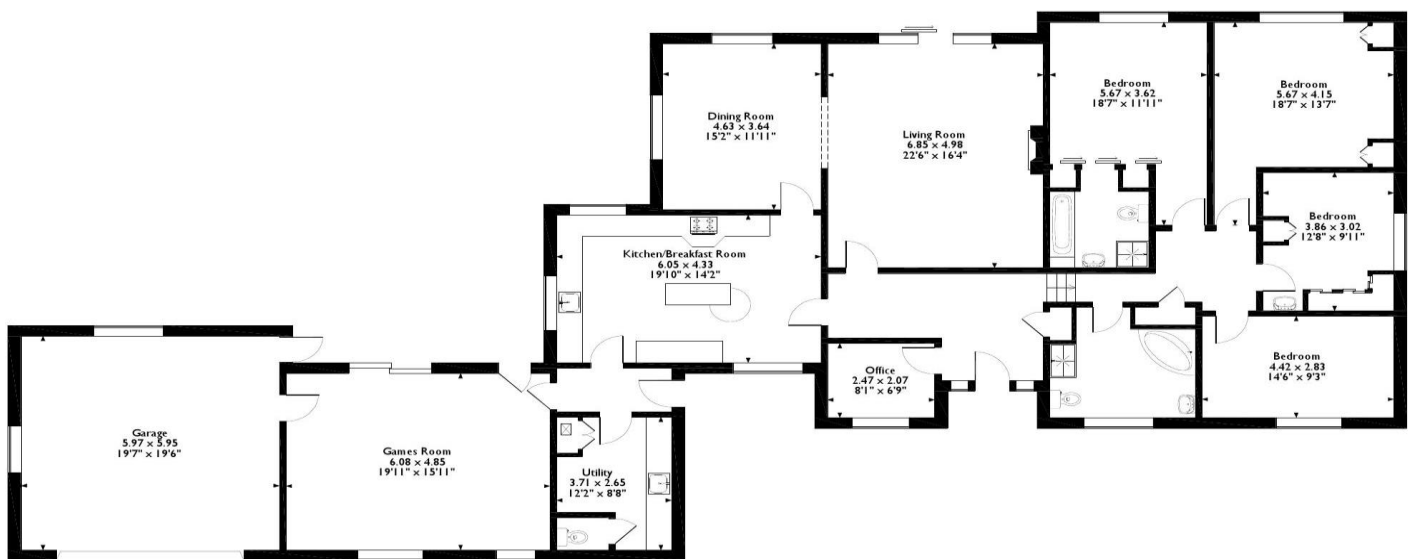 Dining Room
4.63 x 3.64
15'2" x 11'11"
Living Room
6.85 x 4.98
22'6" x 16'4"
Bedroom
5.67 x 3.62
18'7" x 11'11"
Bedroom
5.67 x 4.15
18'7" x 13'7"
Bedroom
3.86 x 3.02
12'8" x 9'11"
Kitchen/Breakfast Room
6.05 x 4.33
19'10" x 14'2"
Office
2.47 x 2.07
8'1" x 6'9"
Bedroom
4.42 x 2.83
14'6" x 9'3"
Garage
5.97 x 5.95
19'7" x 19'6"
Games Room
6.08 x 4.85
19'11" x 15'11"
Utility
3.71 x 2.65
12'2" x 8'8"